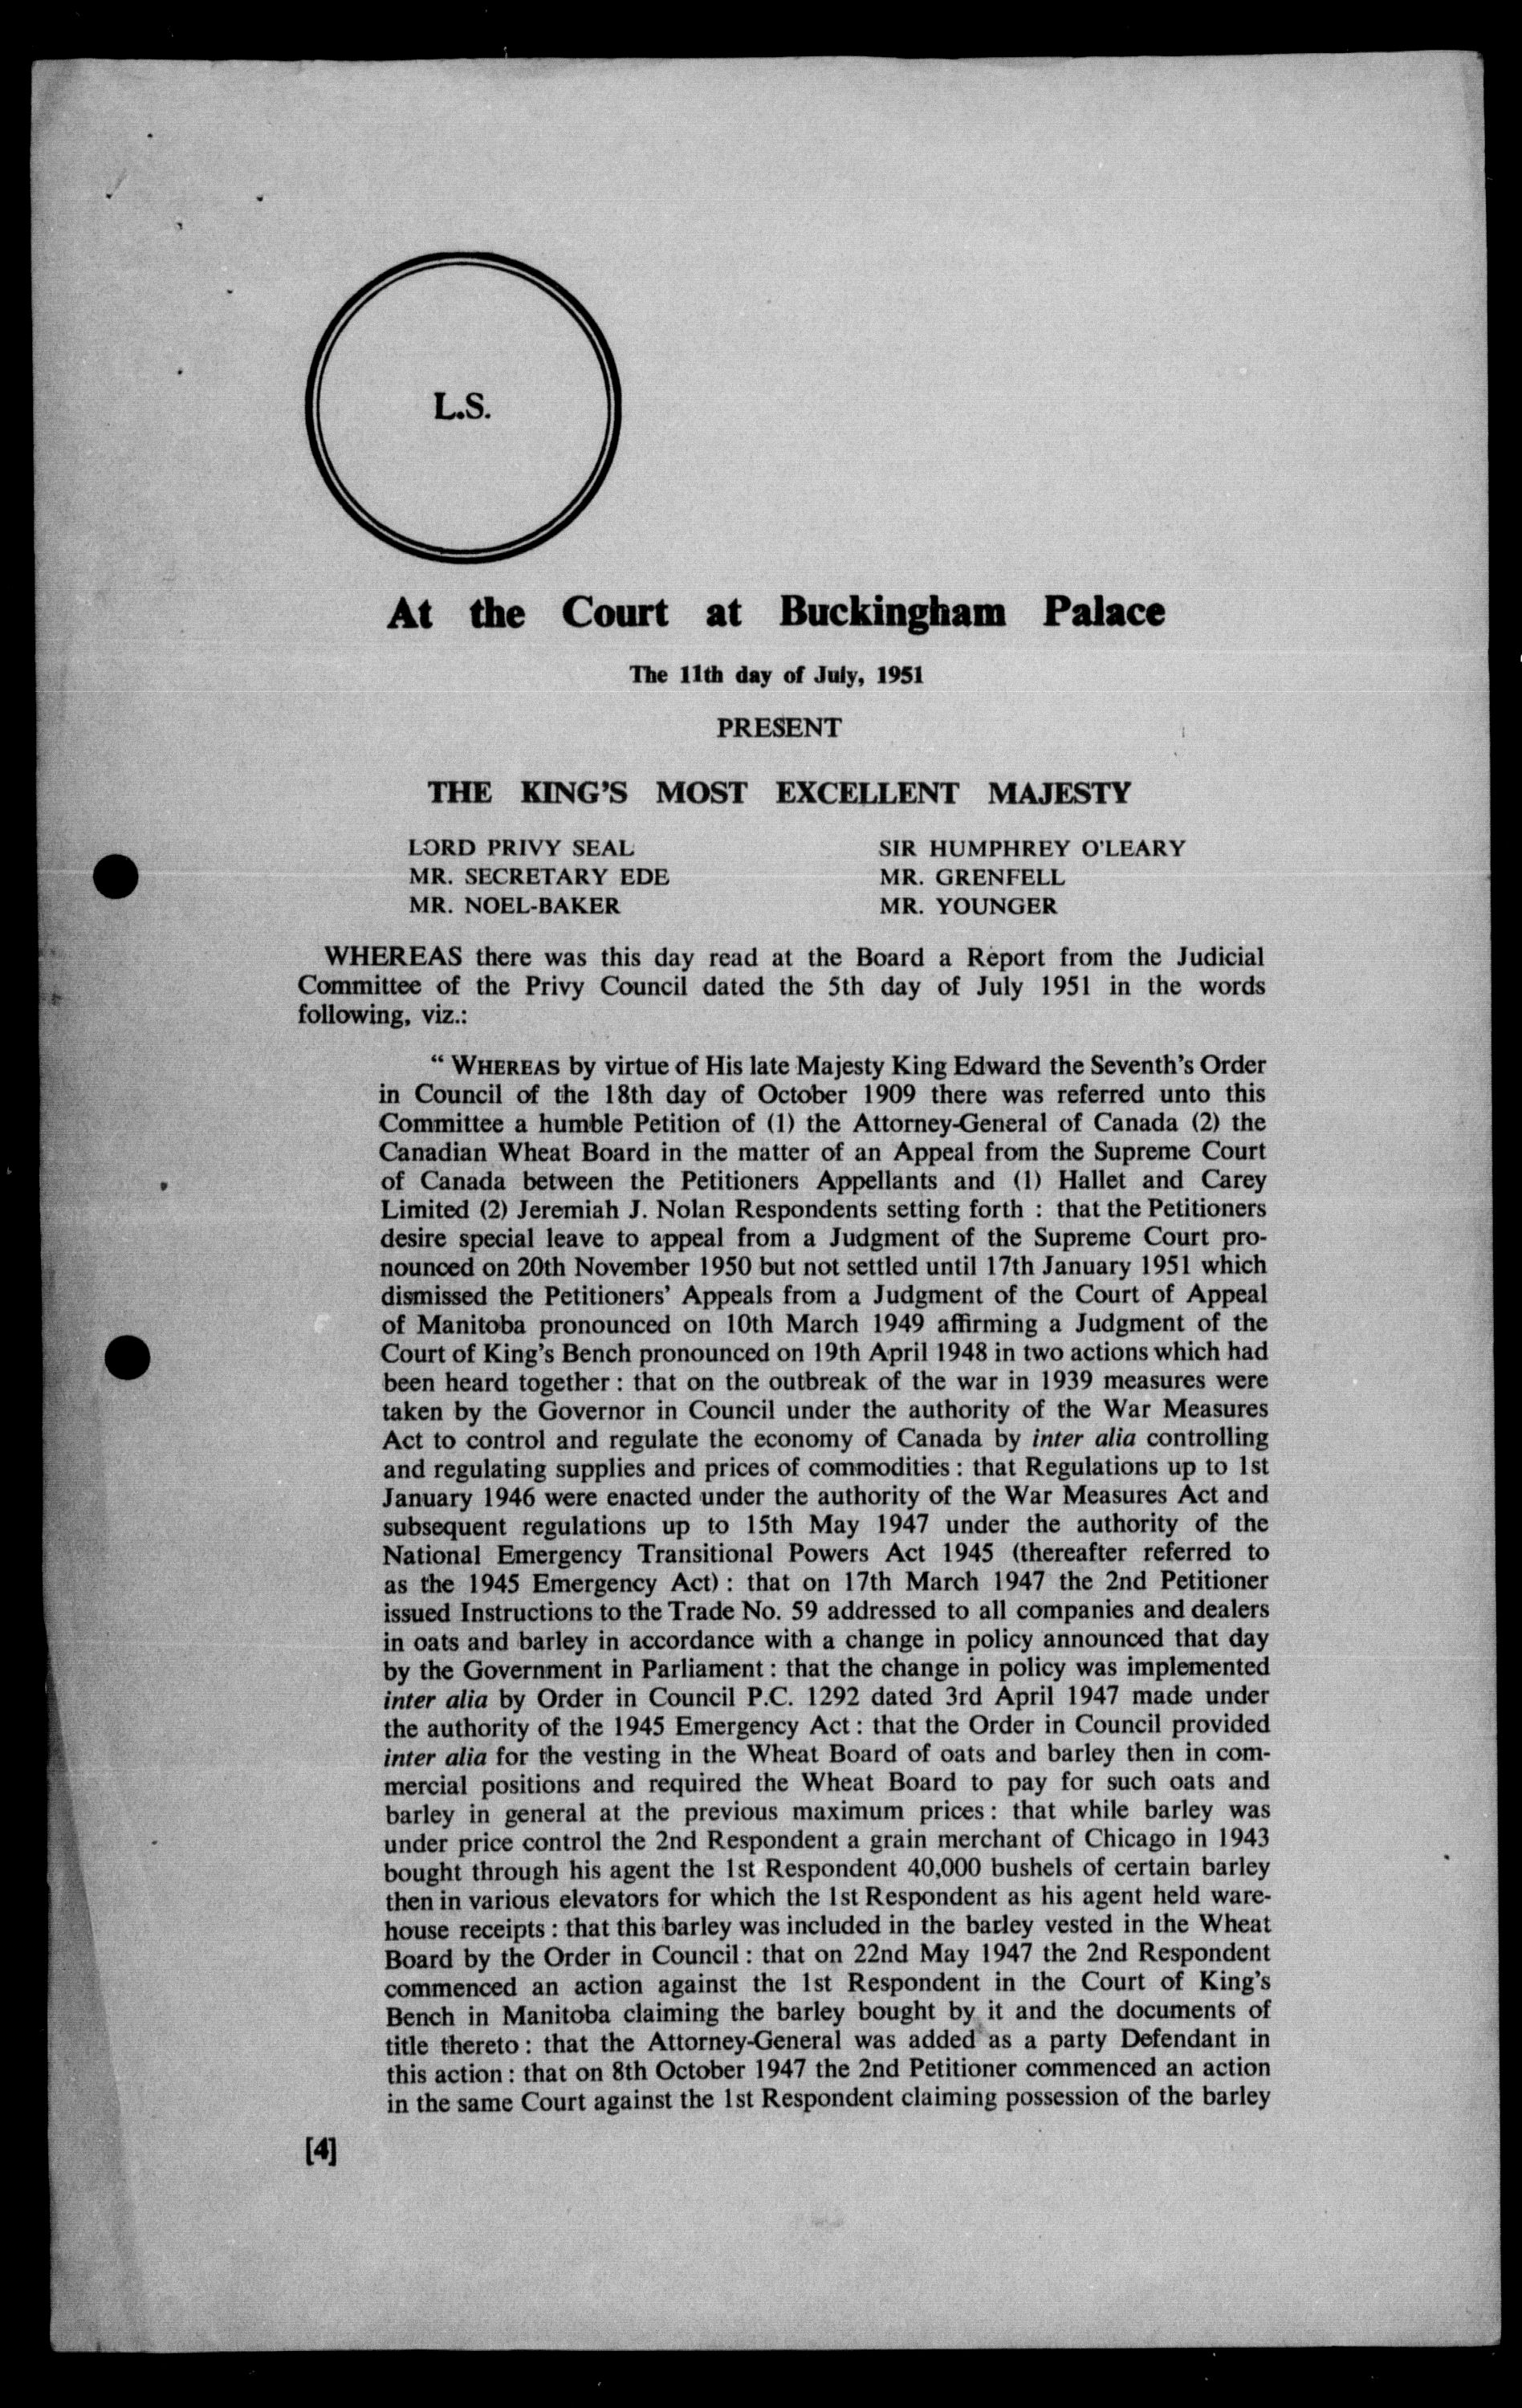 L.S.
At the Court at Buckingham Palace
The 11th day of July, 1951
PRESENT
THE KING'S MOST EXCELLENT MAJESTY
LORD PRIVY SEAL
MR. SECRETARY EDE
MR. NOEL-BAKER
SIR HUMPHREY O'LEARY
MR. GRENFELL
MR. YOUNGER
WHEREAS there was this day read at the Board a Report from the Judicial
Committee of the Privy Council dated the 5th day of July 1951 in the words
following, viz.:
"WHEREAS by virtue of His late Majesty King Edward the Seventh's Order
in Council of the 18th day of October 1909 there was referred unto this
Committee a humble Petition of (1) the Attorney-General of Canada (2) the
Canadian Wheat Board in the matter of an Appeal from the Supreme Court
of Canada between the Petitioners Appellants and (1) Hallet and Carey
Limited (2) Jeremiah J. Nolan Respondents setting forth : that the Petitioners
desire special leave to appeal from a Judgment of the Supreme Court pro-
nounced on 20th November 1950 but not settled until 17th January 1951 which
dismissed the Petitioners' Appeals from a Judgment of the Court of Appeal
of Manitoba pronounced on 10th March 1949 affirming a Judgment of the
Court of King's Bench pronounced on 19th April 1948 in two actions which had
been heard together : that on the outbreak of the war in 1939 measures were
taken by the Governor in Council under the authority of the War Measures
Act to control and regulate the economy of Canada by inter alia controlling
and regulating supplies and prices of commodities : that Regulations up to 1st
January 1946 were enacted under the authority of the War Measures Act and
subsequent regulations up to 15th May 1947 under the authority of the
National Emergency Transitional Powers Act 1945 (thereafter referred to
as the 1945 Emergency Act) : that on 17th March 1947 the 2nd Petitioner
issued Instructions to the Trade No. 59 addressed to all companies and dealers
in oats and barley in accordance with a change in policy announced that day
by the Government in Parliament : that the change in policy was implemented
inter alia by Order in Council P.C. 1292 dated 3rd April 1947 made under
the authority of the 1945 Emergency Act : that the Order in Council provided
inter alia for the vesting in the Wheat Board of oats and barley then in com-
mercial positions and required the Wheat Board to pay for such oats and
barley in general at the previous maximum prices : that while barley was
under price control the 2nd Respondent a grain merchant of Chicago in 1943
bought through his agent the 1st Respondent 40,000 bushels of certain barley
then in various elevators for which the 1st Respondent as his agent held ware-
house receipts : that this barley was included in the barley vested in the Wheat
Board by the Order in Council : that on 22nd May 1947 the 2nd Respondent
commenced an action against the 1st Respondent in the Court of King's
Bench in Manitoba claiming the barley bought by it and the documents of
title thereto : that the Attorney-General was added as a party Defendant in
this action : that on 8th October 1947 the 2nd Petitioner commenced an action
in the same Court against the 1st Respondent claiming possession of the barley
[4]